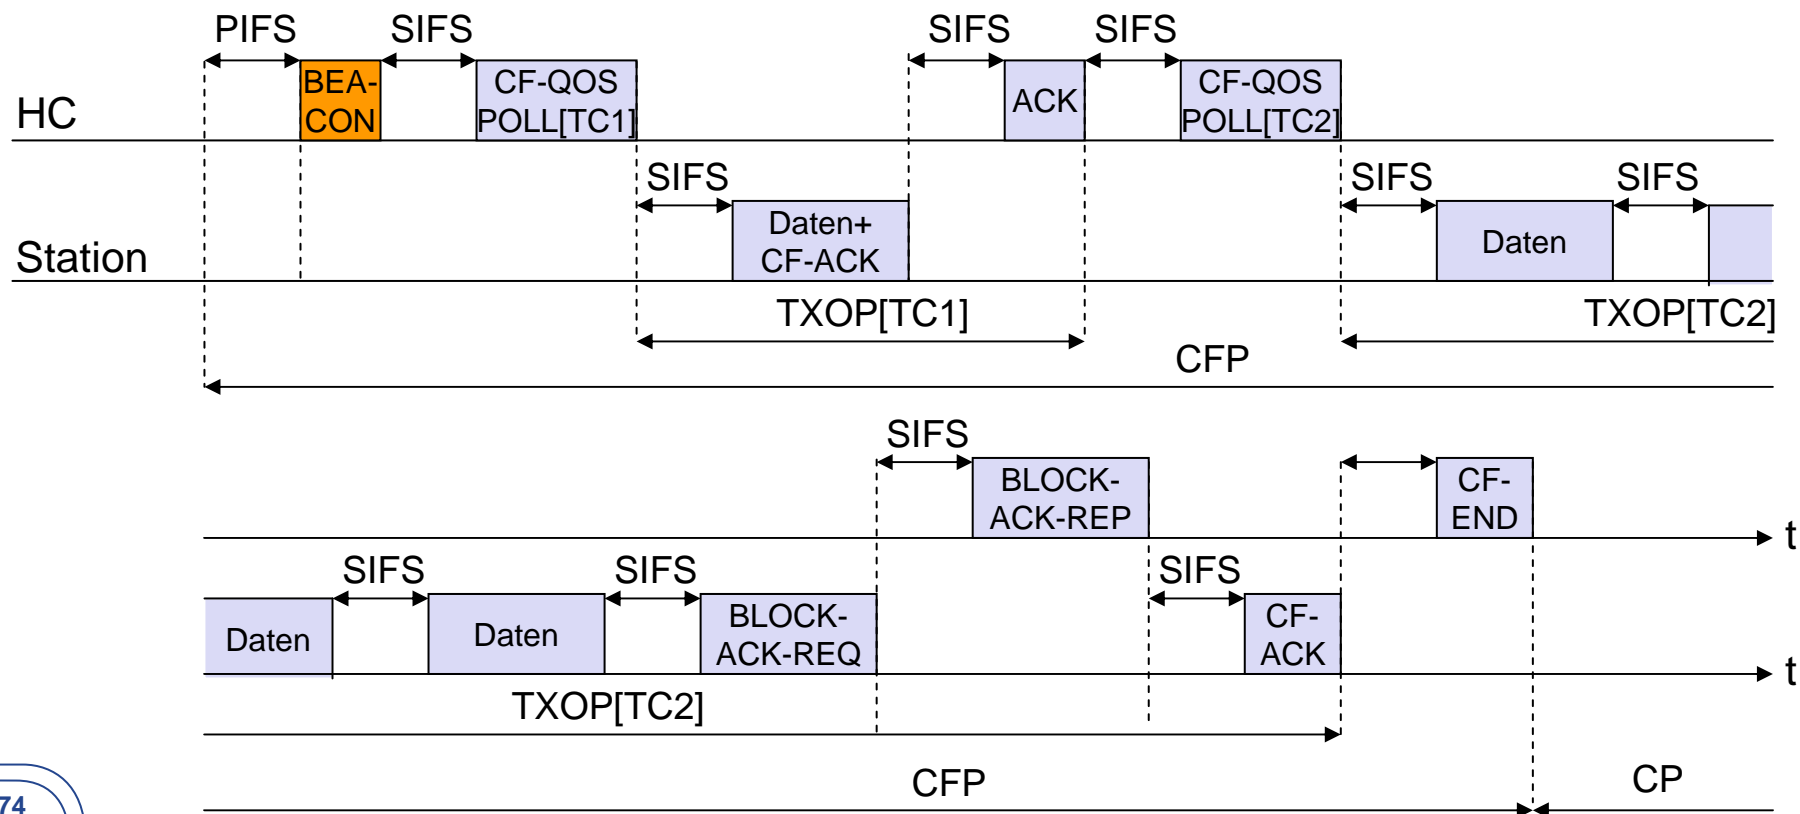 PIFS SIFS SIFS SIFS
HC
BEA-
CON
CF-QOS
POLL[TC1]
ACK
CF-QOS
POLL[TC2]
SIFS SIFS SIFS
Station
Daten+
CF-ACK
Daten
TXOP[TC1] TXOP[TC2]
CFP
SIFS
BLOCK-
ACK-REP
CF-
END
t
SIFS SIFS SIFS
Daten
Daten
BLOCK-
ACK-REQ
CF-
ACK
t
TXOP[TC2]
CFP CP
74